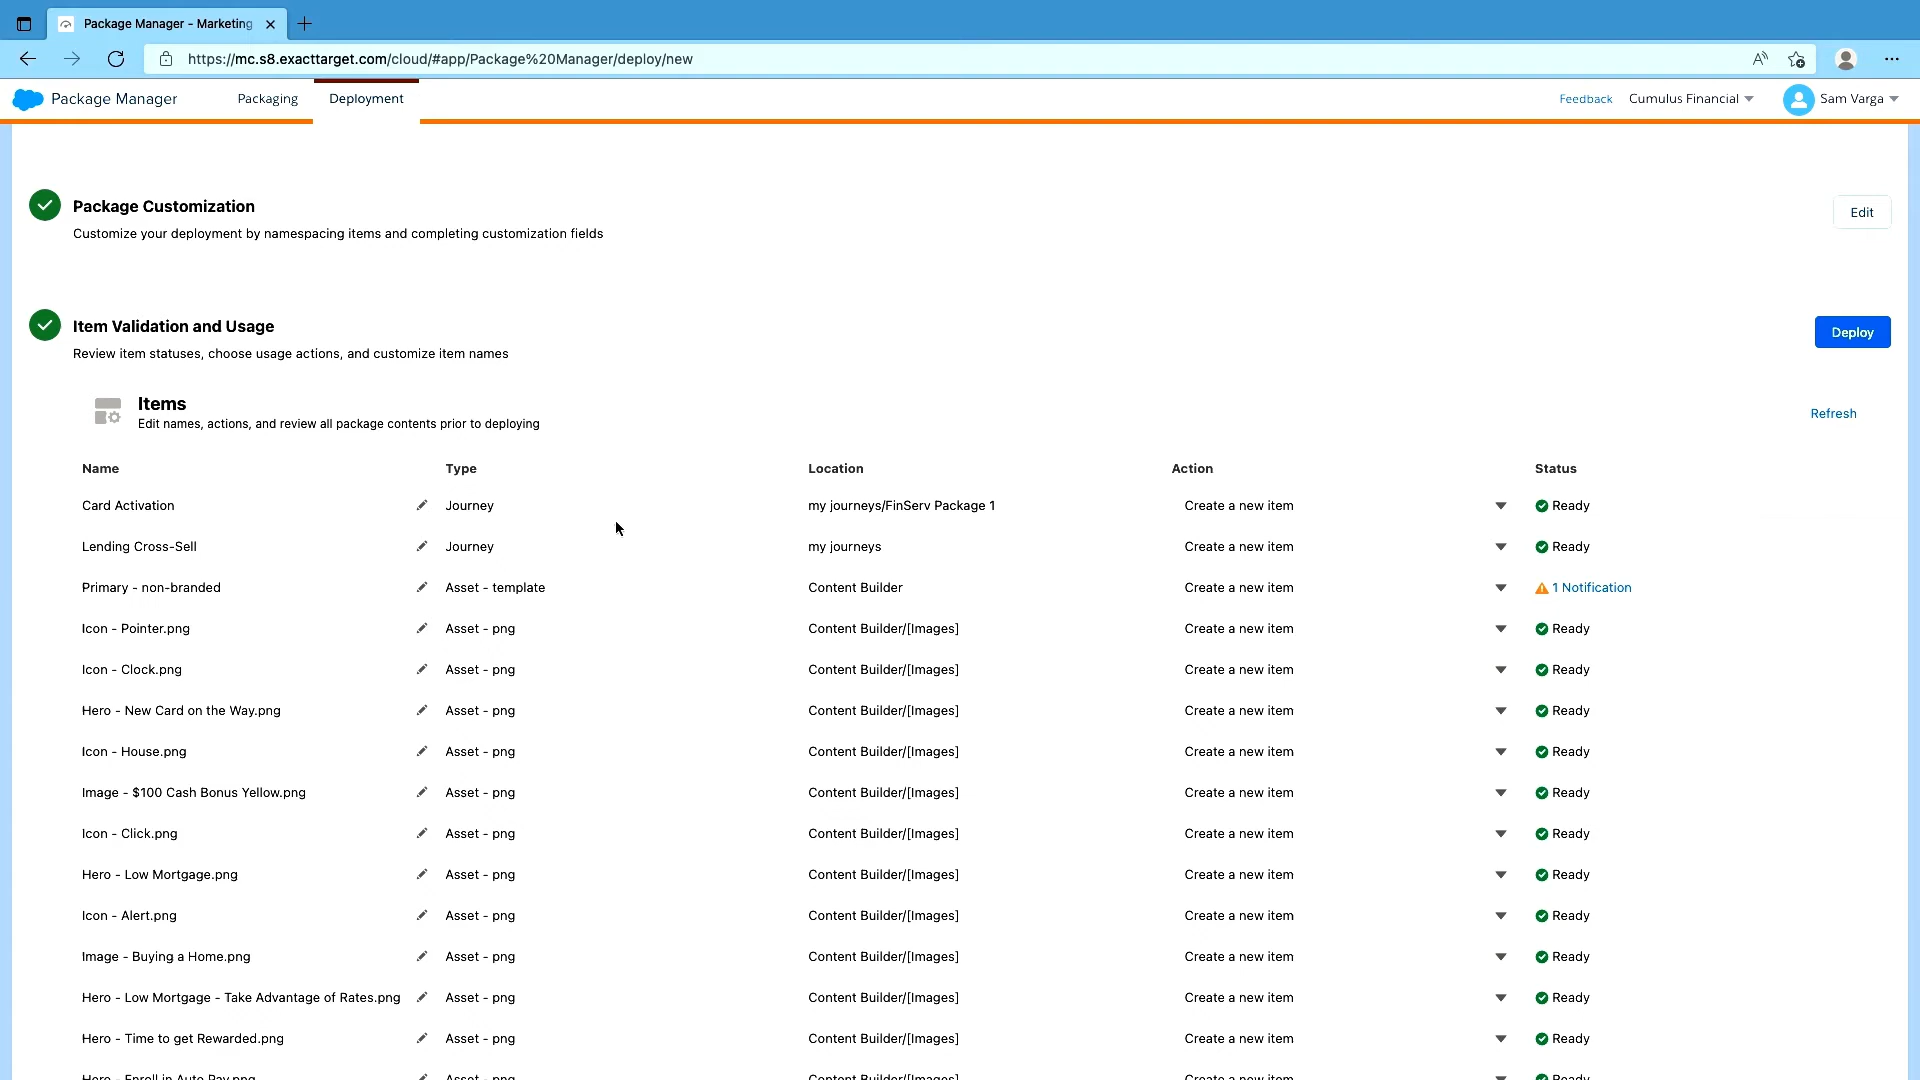 Package Manager - Marketing
https://mc.s8.exacttarget.com/cloud/#app/Package%20Manager/deploy/new
Package Manager Packaging Deployment Feedback Cumulus Financial Sam Varga
Package Customization
Edit
Customize your deployment by namespacing items and completing customization fields
Item Validation and Usage
Deploy
Review item statuses, choose usage actions, and customize item names
Items
Edit names, actions, and review all package contents prior to deploying
Refresh
Name Type Location Action Status
Card Activation Journey my journeys/FinServ Package 1 Create a new item Ready
Lending Cross-Sell Journey my journeys Create a new item Ready
Primary - non-branded Asset - template Content Builder Create a new item 1 Notification
Icon - Pointer.png Asset - png Content Builder/[Images] Create a new item Ready
Icon - Clock.png Asset - png Content Builder/[Images] Create a new item Ready
Hero - New Card on the Way.png Asset - png Content Builder/[Images] Create a new item Ready
Icon - House.png Asset - png Content Builder/[Images] Create a new item Ready
Image - $100 Cash Bonus Yellow.png Asset - png Content Builder/[Images] Create a new item Ready
Icon - Click.png Asset - png Content Builder/[Images] Create a new item Ready
Hero - Low Mortgage.png Asset - png Content Builder/[Images] Create a new item Ready
Icon - Alert.png Asset - png Content Builder/[Images] Create a new item Ready
Image - Buying a Home.png Asset - png Content Builder/[Images] Create a new item Ready
Hero - Low Mortgage - Take Advantage of Rates.png Asset - png Content Builder/[Images] Create a new item Ready
Hero - Time to get Rewarded.png Asset - png Content Builder/[Images] Create a new item Ready
Hero - Enroll in Auto Pay.png Asset - png Content Builder/[Images] Create a new item Ready